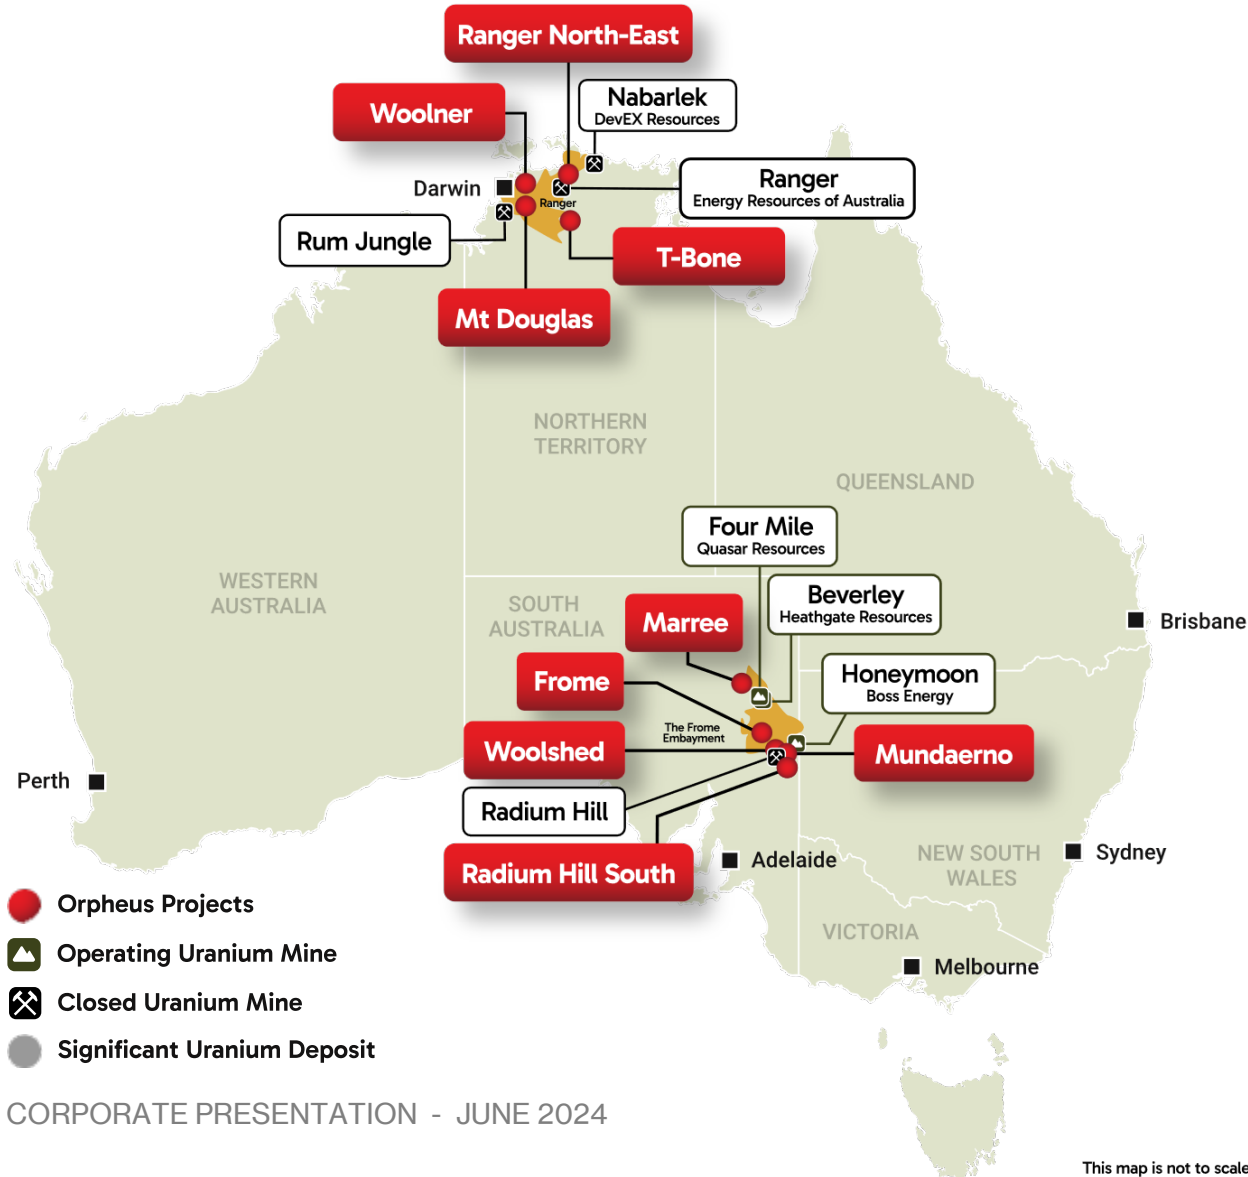 Ranger North-East
Woolner
Nabarlek
DevEX Resources
Darwin
Ranger
Energy Resources of Australia
Ranger
Rum Jungle
T-Bone
Mt Douglas
NORTHERN
TERRITORY
QUEENSLAND
Four Mile
Quasar Resources
WESTERN
AUSTRALIA
SOUTH
AUSTRALIA
Marree
Beverley
Heathgate Resources
Brisbane
Frome
Honeymoon
Boss Energy
The Frome
Embayment
Woolshed
Mundaerno
Perth
Radium Hill
Radium Hill South
Adelaide
NEW SOUTH
WALES
Sydney
VICTORIA
Melbourne
Orpheus Projects
Operating Uranium Mine
Closed Uranium Mine
Significant Uranium Deposit
CORPORATE PRESENTATION - JUNE 2024
This map is not to scale